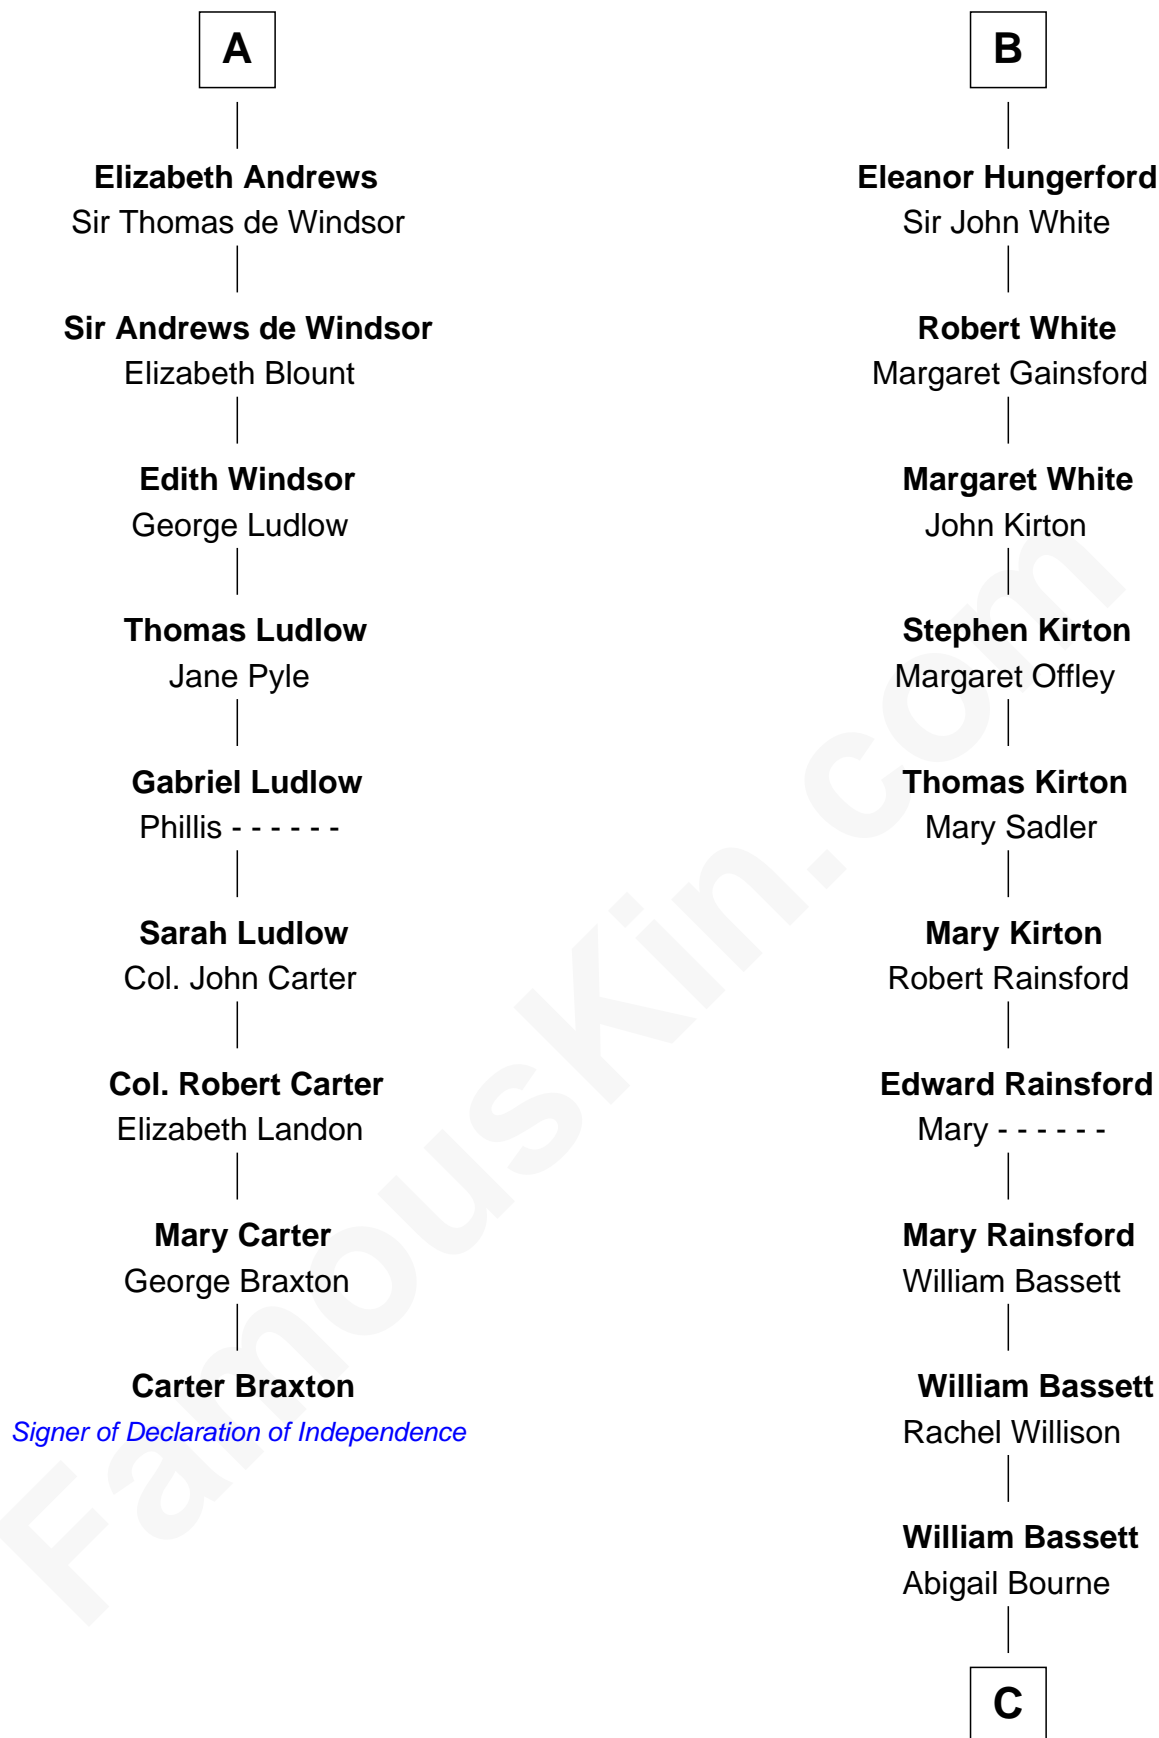 A
Elizabeth Andrews
Sir Thomas de Windsor
Sir Andrews de Windsor
Elizabeth Blount
Edith Windsor
George Ludlow
Thomas Ludlow
Jane Pyle
Gabriel Ludlow
Phillis - - - - - -
Sarah Ludlow
Col. John Carter
Col. Robert Carter
Elizabeth Landon
Mary Carter
George Braxton
Carter Braxton
Signer of Declaration of Independence
B
Eleanor Hungerford
Sir John White
Robert White
Margaret Gainsford
Margaret White
John Kirton
Stephen Kirton
Margaret Offley
Thomas Kirton
Mary Sadler
Mary Kirton
Robert Rainsford
Edward Rainsford
Mary - - - - - -
Mary Rainsford
William Bassett
William Bassett
Rachel Willison
William Bassett
Abigail Bourne
C
FamousKin.com